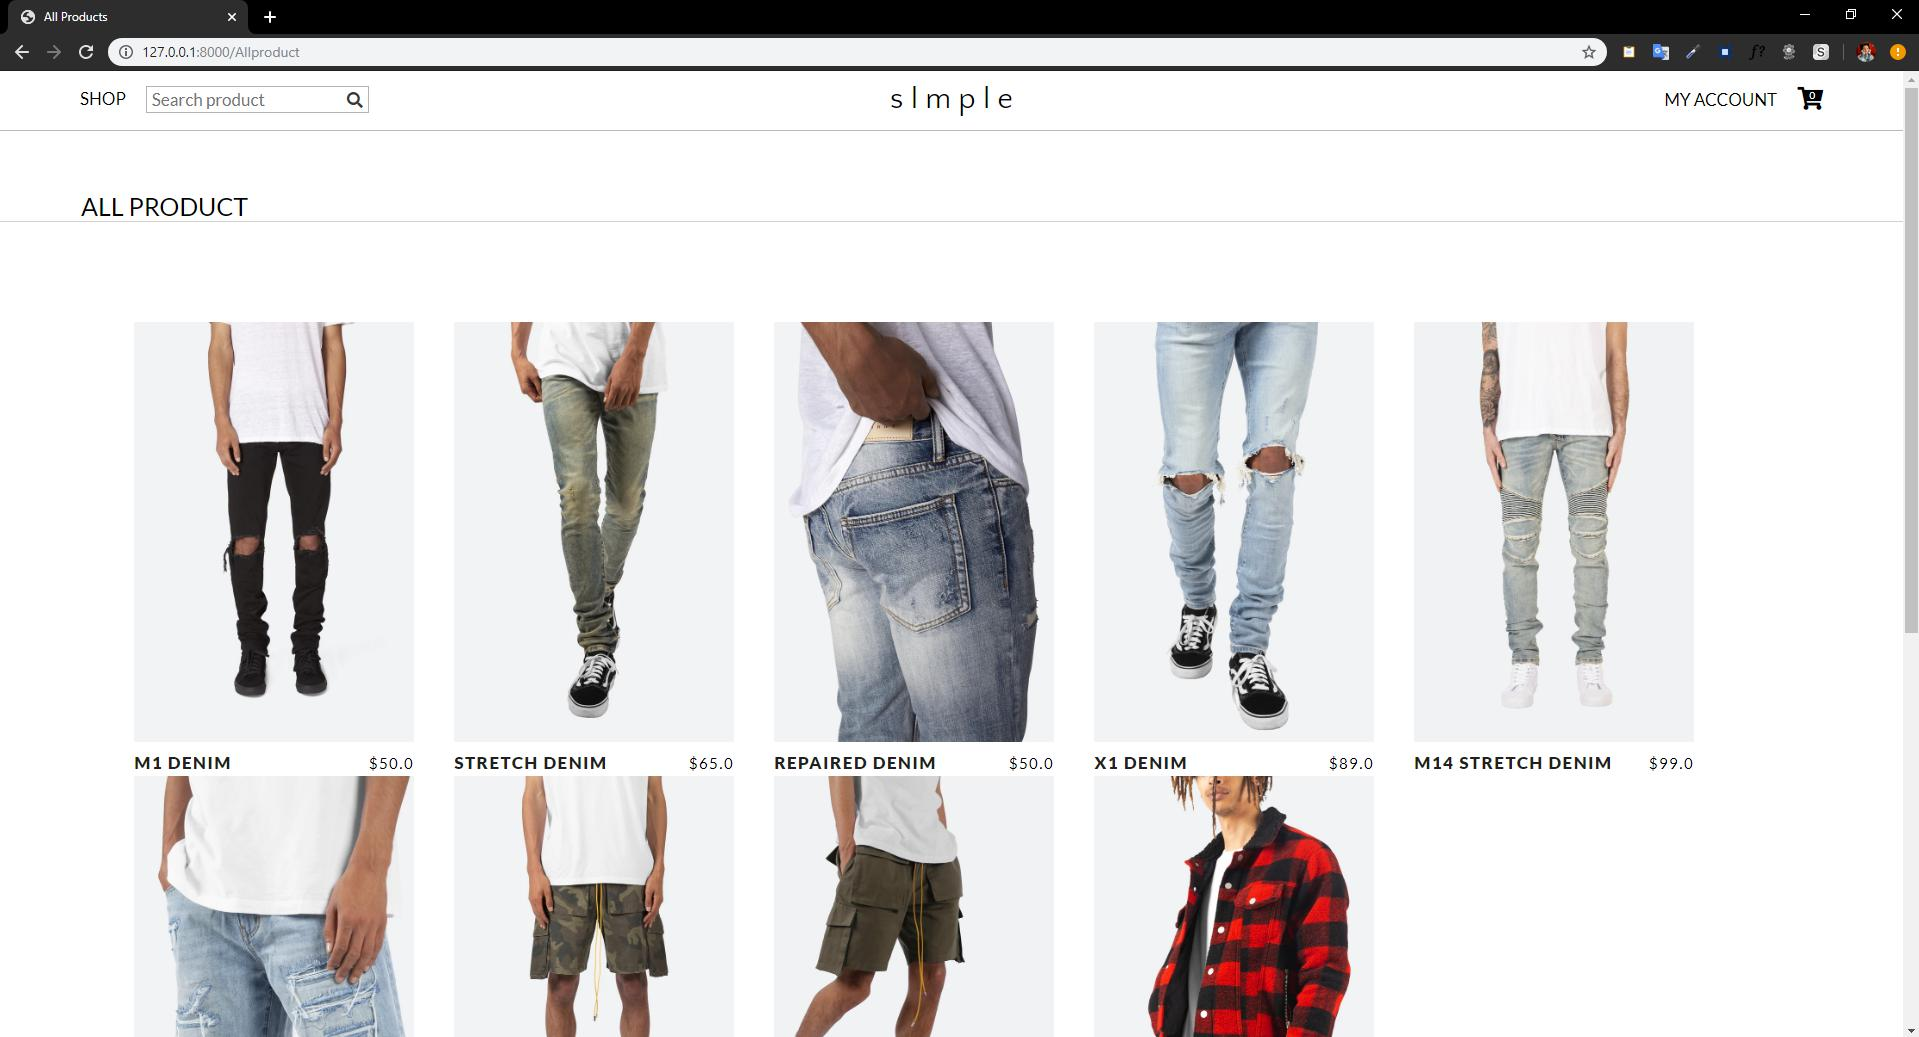 All Products
127.0.0.1:8000/Allproduct
SHOP
Search product
slmple
MY ACCOUNT
0
ALL PRODUCT
M1 DENIM $50.0
STRETCH DENIM $65.0
REPAIRED DENIM $50.0
X1 DENIM $89.0
M14 STRETCH DENIM $99.0